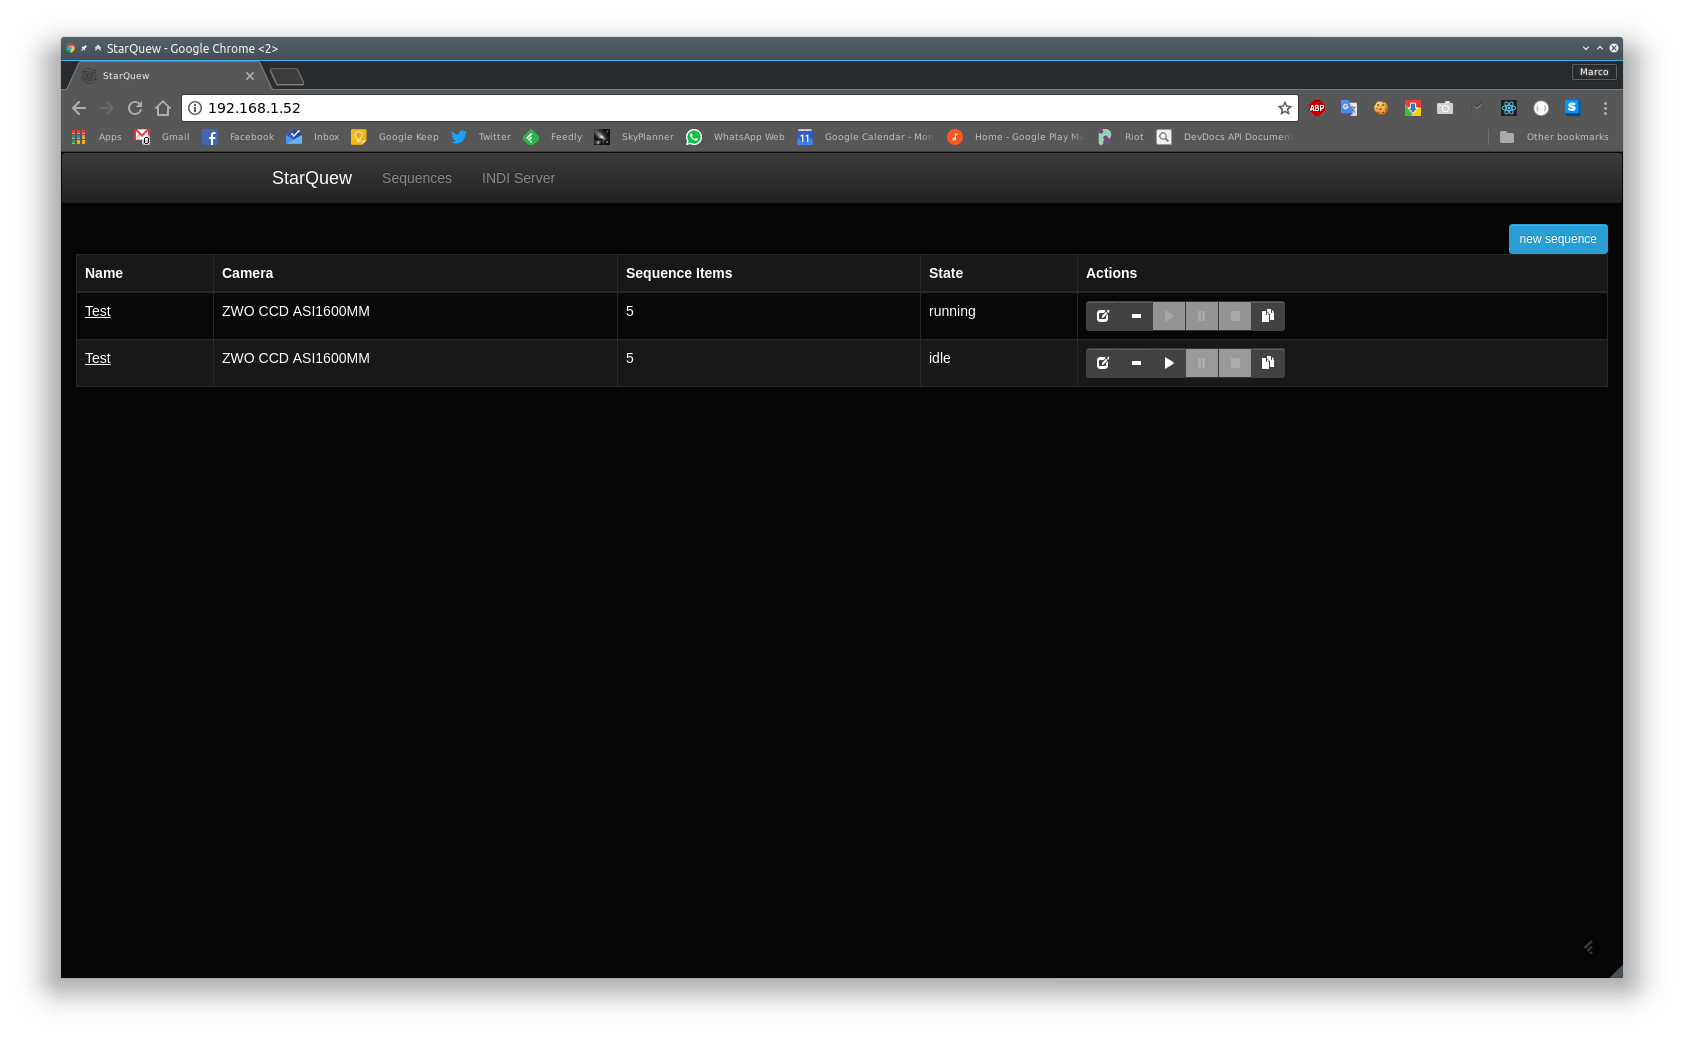 StarQuew - Google Chrome <2>
StarQuew
Marco
192.168.1.52
ABP
Apps Gmail Facebook Inbox Google Keep Twitter Feedly SkyPlanner WhatsApp Web 11 Google Calendar - Mon Home - Google Play Mu Riot DevDocs API Document Other bookmarks
StarQuew Sequences INDI Server
new sequence
Name Camera Sequence Items State Actions
Test ZWO CCD ASI1600MM 5 running
Test ZWO CCD ASI1600MM 5 idle